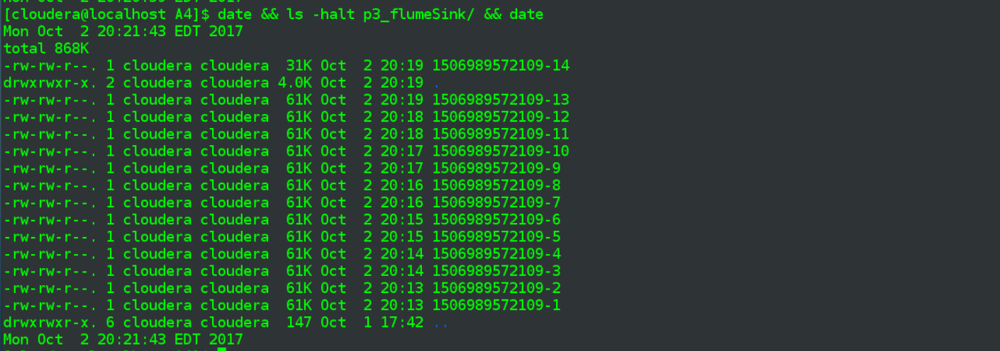 [cloudera@localhost A4]$ date && ls -halt p3_flumeSink/ && date
Mon Oct  2 20:21:43 EDT 2017
total 868K
-rw-rw-r--. 1 cloudera cloudera  31K Oct  2 20:19 1506989572109-14
drwxrwxr-x. 2 cloudera cloudera 4.0K Oct  2 20:19 .
-rw-rw-r--. 1 cloudera cloudera  61K Oct  2 20:19 1506989572109-13
-rw-rw-r--. 1 cloudera cloudera  61K Oct  2 20:18 1506989572109-12
-rw-rw-r--. 1 cloudera cloudera  61K Oct  2 20:18 1506989572109-11
-rw-rw-r--. 1 cloudera cloudera  61K Oct  2 20:17 1506989572109-10
-rw-rw-r--. 1 cloudera cloudera  61K Oct  2 20:17 1506989572109-9
-rw-rw-r--. 1 cloudera cloudera  61K Oct  2 20:16 1506989572109-8
-rw-rw-r--. 1 cloudera cloudera  61K Oct  2 20:16 1506989572109-7
-rw-rw-r--. 1 cloudera cloudera  61K Oct  2 20:15 1506989572109-6
-rw-rw-r--. 1 cloudera cloudera  61K Oct  2 20:15 1506989572109-5
-rw-rw-r--. 1 cloudera cloudera  61K Oct  2 20:14 1506989572109-4
-rw-rw-r--. 1 cloudera cloudera  61K Oct  2 20:14 1506989572109-3
-rw-rw-r--. 1 cloudera cloudera  61K Oct  2 20:13 1506989572109-2
-rw-rw-r--. 1 cloudera cloudera  61K Oct  2 20:13 1506989572109-1
drwxrwxr-x. 6 cloudera cloudera  147 Oct  1 17:42 ..
Mon Oct  2 20:21:43 EDT 2017